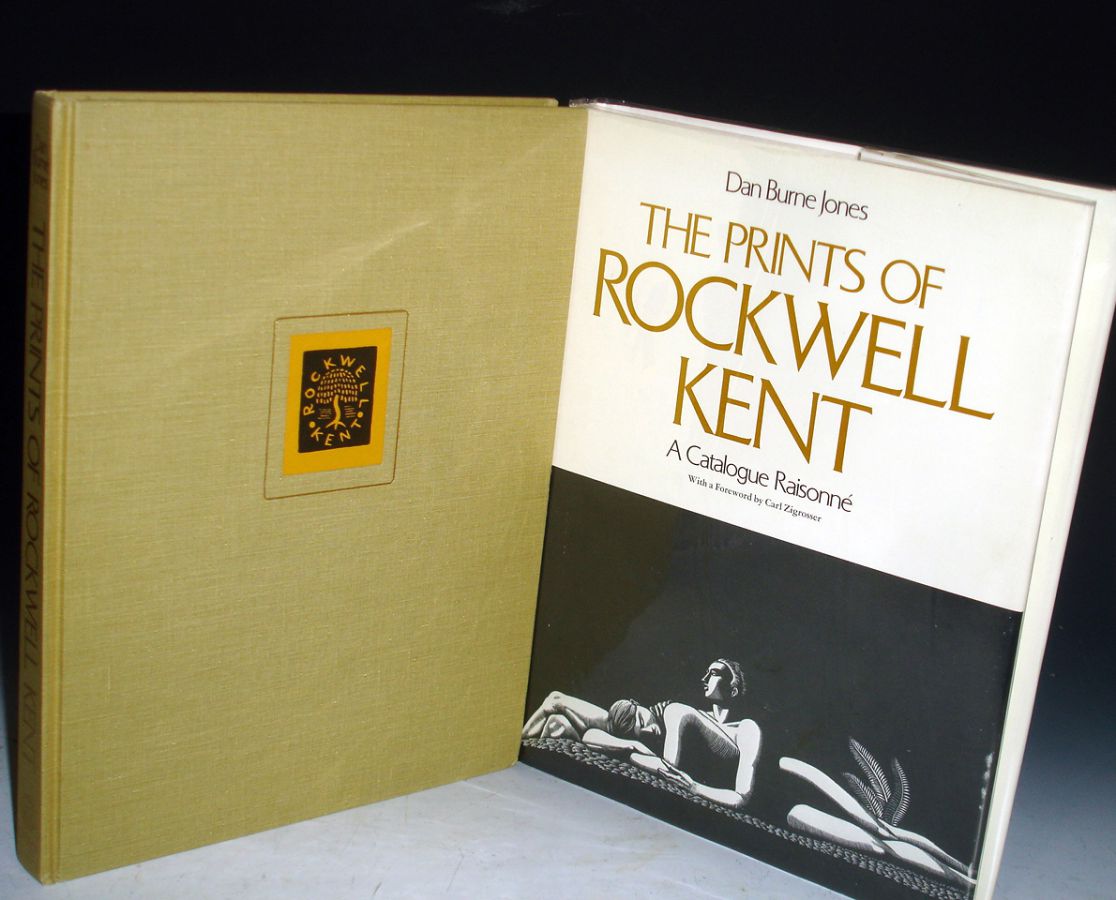 THE PRINTS OF ROCKWELL KENT
ROCKWELL
• KENT •
Dan Burne Jones
THE PRINTS OF
ROCKWELL
KENT
A Catalogue Raisonné
With a Foreword by Carl Zigrosser